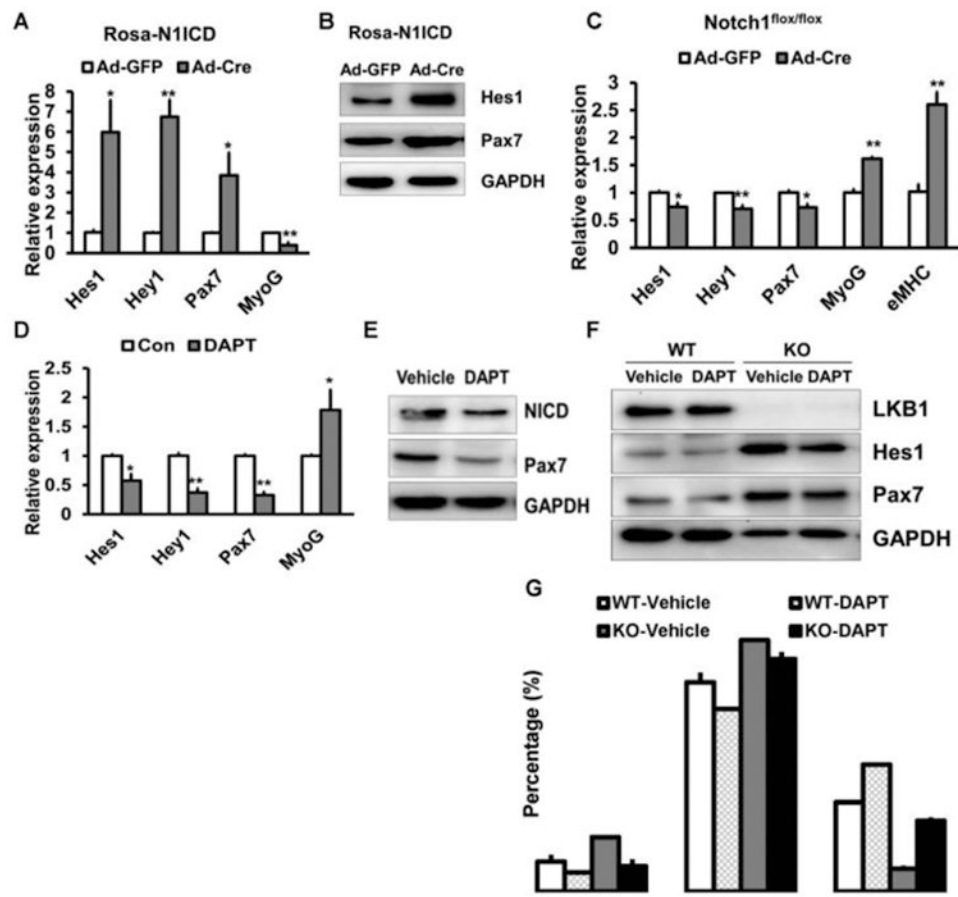 A
Rosa-N1ICD
Ad-GFP Ad-Cre
Relative expression
8
7
6
5
4
3
2
1
0
* ** * **
Hes1 Hey1 Pax7 MyoG
B
Rosa-N1ICD
Ad-GFP Ad-Cre
Hes1
Pax7
GAPDH
C
Notch1flox/flox
Ad-GFP Ad-Cre
Relative expression
3
2.5
2
1.5
1
0.5
0
* ** * ** **
Hes1 Hey1 Pax7 MyoG eMHC
D
Con DAPT
Relative expression
2.5
2
1.5
1
0.5
0
* ** ** *
Hes1 Hey1 Pax7 MyoG
E
Vehicle DAPT
NICD
Pax7
GAPDH
F
WT KO
Vehicle DAPT Vehicle DAPT
LKB1
Hes1
Pax7
GAPDH
G
WT-Vehicle WT-DAPT
KO-Vehicle KO-DAPT
Percentage (%)